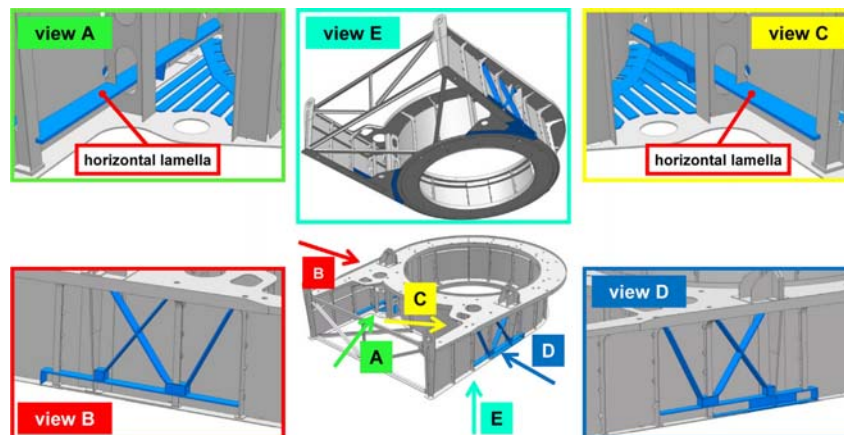 view A
view E
view C
horizontal lamella
horizontal lamella
B
C
A
D
E
view B
view D